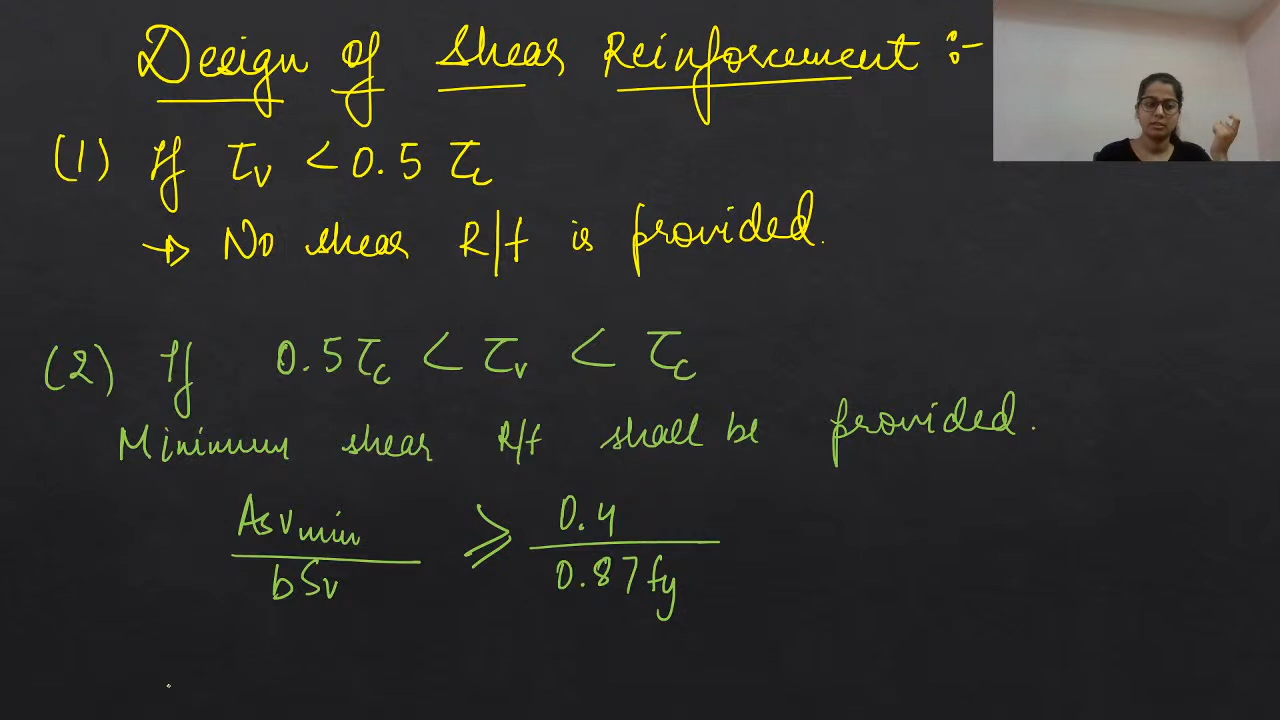 Design of Shear Reinforcement :-
(1) If τv < 0.5 τc
→ No shear R/f is provided.
(2) If 0.5τc < τv < τc
Minimum shear R/f shall be provided.
Asvmin / bSv ⩾ 0.4 / 0.87fy